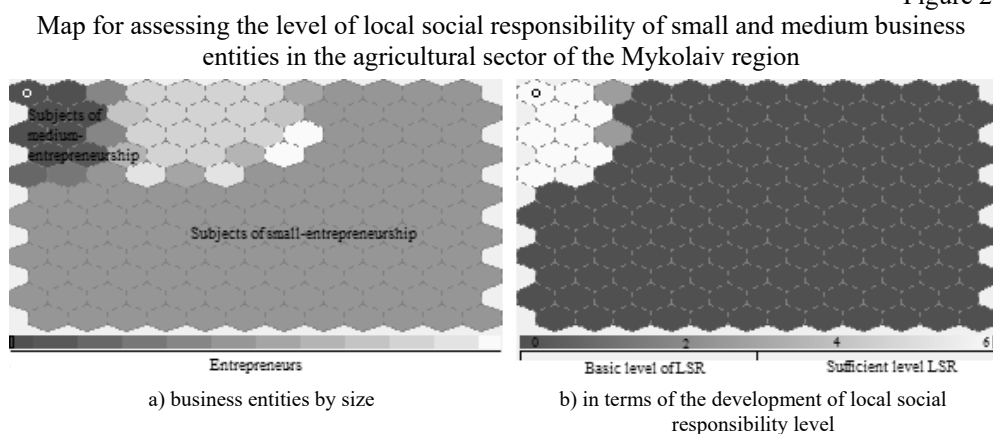 Figure 2
Map for assessing the level of local social responsibility of small and medium business
entities in the agricultural sector of the Mykolaiv region
Subjects of
medium-
entrepreneurship
Subjects of small-entrepreneurship
0
Entrepreneurs
0 2 4 6
Basic level of LSR Sufficient level LSR
a) business entities by size
b) in terms of the development of local social
responsibility level